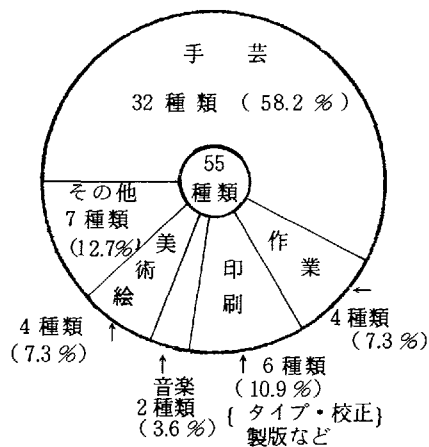 手芸
32種類 (58.2%)
55
種類
その他
7種類
(12.7%)
美術
絵
印刷
作業
4種類
(7.3%)
音楽
2種類
(3.6%)
6種類
(10.9%)
{タイプ・校正
製版など}
4種類
(7.3%)